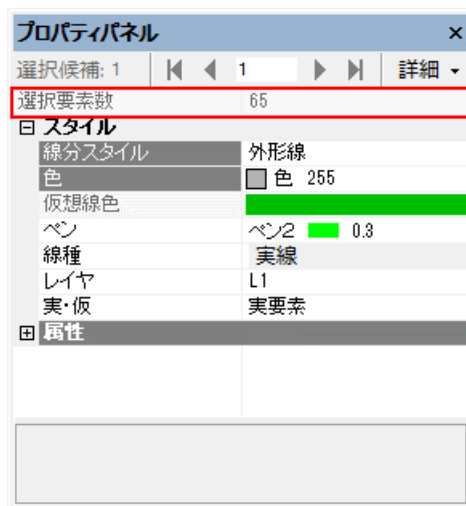 プロパティパネル ×
選択候補: 1 1 詳細
選択要素数 65
スタイル
線分スタイル 外形線
色 色 255
仮想線色
ペン ペン2 0.3
線種 実線
レイヤ L1
実・仮 実要素
属性